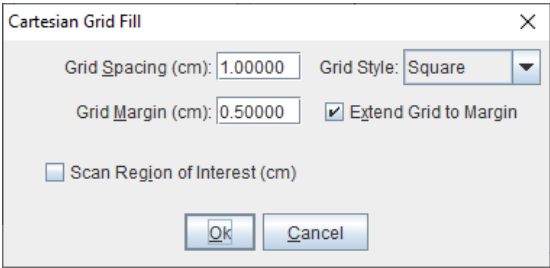 Cartesian Grid Fill
Grid Spacing (cm): 1.00000 Grid Style: Square
Grid Margin (cm): 0.50000 Extend Grid to Margin
Scan Region of Interest (cm)
Ok Cancel